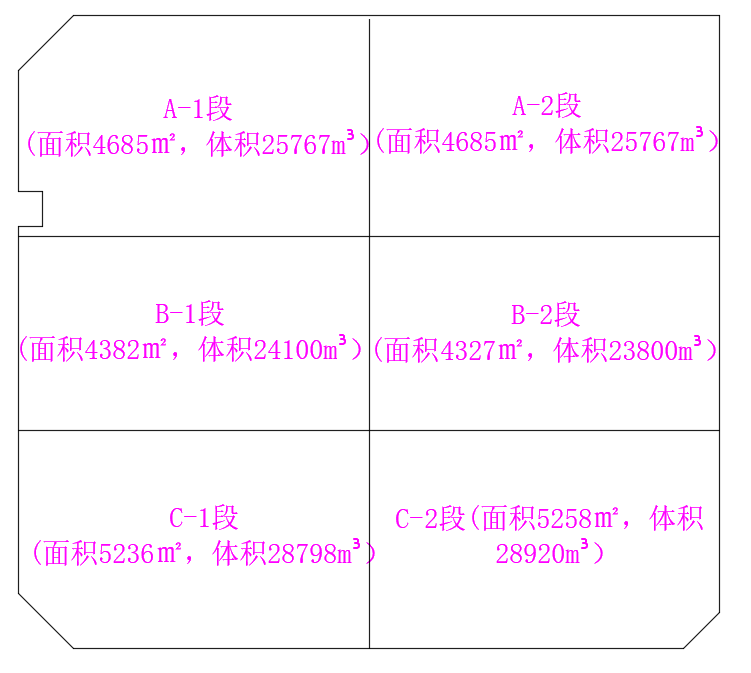 A-1段
(面积4685㎡，体积25767m³)
A-2段
(面积4685㎡，体积25767m³)
B-1段
(面积4382㎡，体积24100m³)
B-2段
(面积4327㎡，体积23800m³)
C-1段
(面积5236㎡，体积28798m³)
C-2段(面积5258㎡，体积
28920m³)